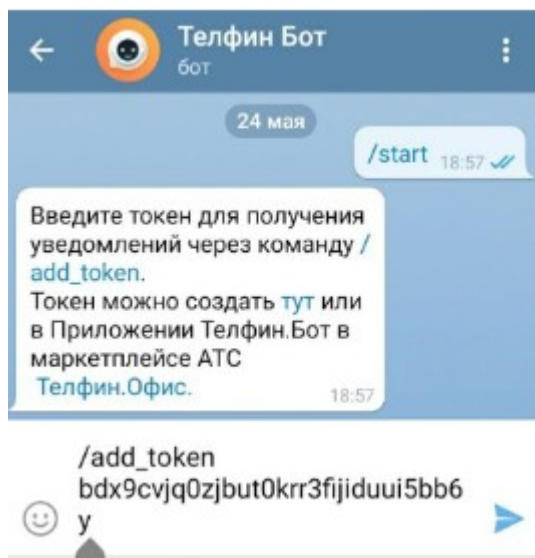 Телфин Бот
бот
24 мая
/start 18:57
Введите токен для получения
уведомлений через команду /
add_token.
Токен можно создать тут или
в Приложении Телфин.Бот в
маркетплейсе АТС
Телфин.Офис.
18:57
/add_token
bdx9cvjq0zjbut0krr3fijiduui5bb6
y